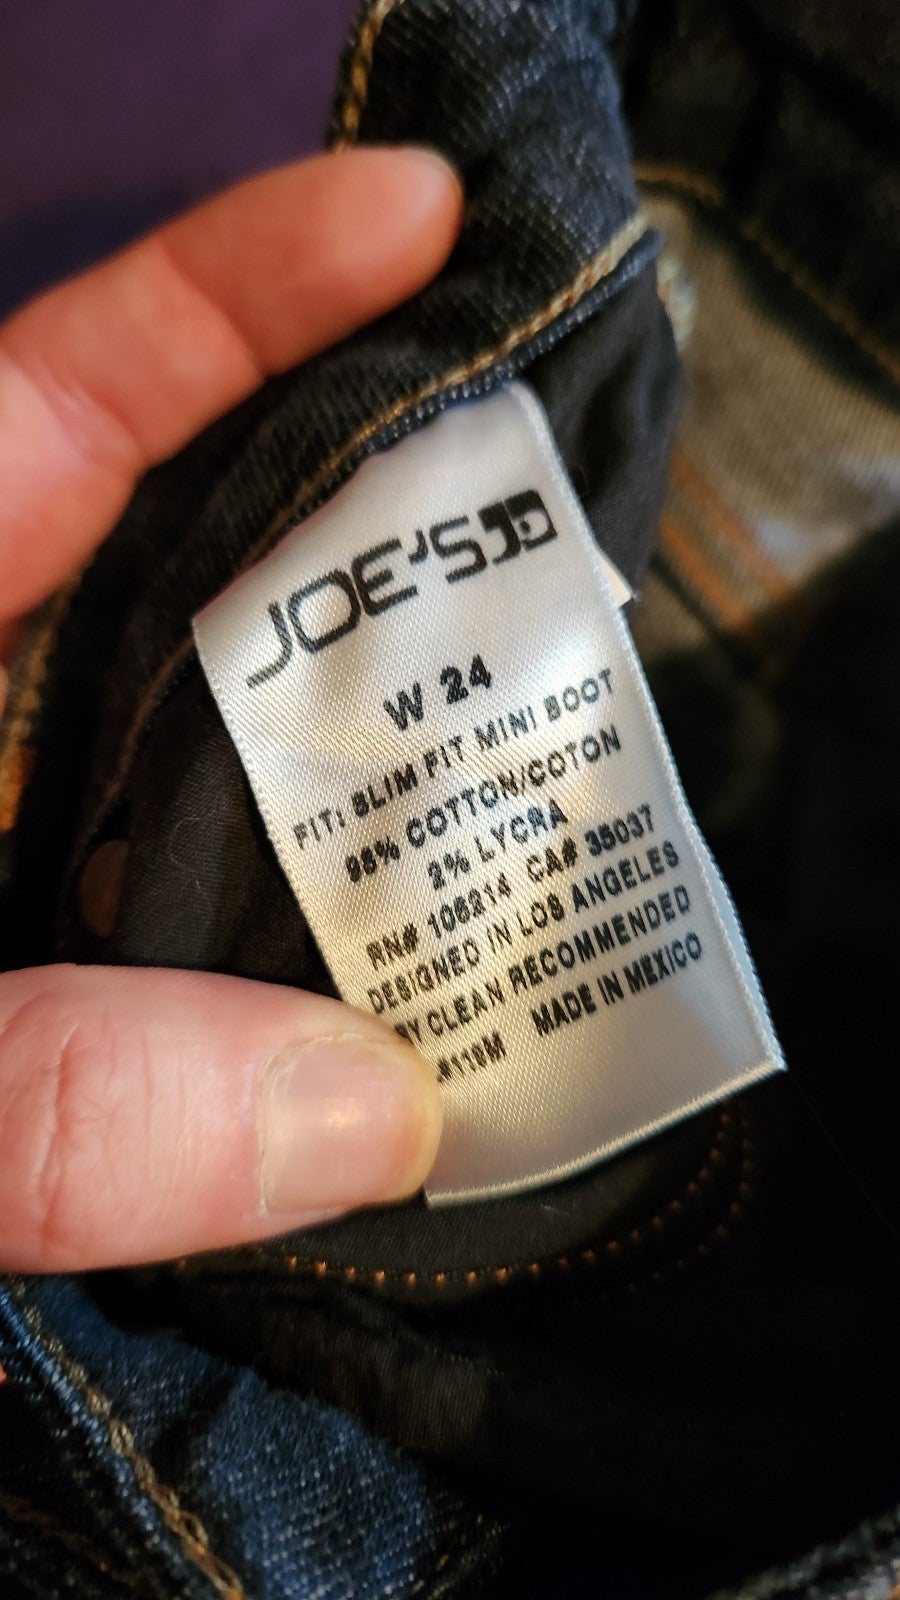 JOE'S JD
W 24
FIT: SLIM FIT MINI BOOT
98% COTTON/COTON
2% LYCRA
RN# 106214 CA# 35037
DESIGNED IN LOS ANGELES
CLEAN RECOMMENDED
MADE IN MEXICO